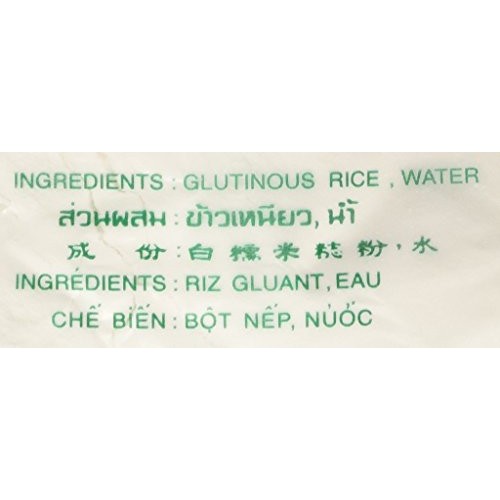 INGREDIENTS : GLUTINOUS RICE , WATER
ส่วนผสม : ข้าวเหนียว, น้ำ
成 份 : 白 糯 米 粉 , 水
INGRÉDIENTS : RIZ GLUANT, EAU
CHẾ BIẾN : BỘT NẾP, NƯỚC